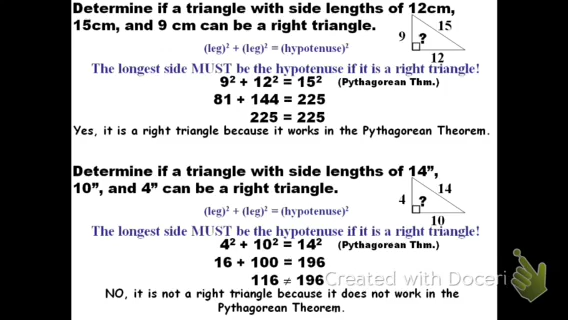 Determine if a triangle with side lengths of 12cm,
15cm, and 9 cm can be a right triangle.
9
15
?
12
(leg)² + (leg)² = (hypotenuse)²
The longest side MUST be the hypotenuse if it is a right triangle!
9² + 12² = 15² (Pythagorean Thm.)
81 + 144 = 225
225 = 225
Yes, it is a right triangle because it works in the Pythagorean Theorem.
Determine if a triangle with side lengths of 14”,
10”, and 4” can be a right triangle.
4
14
?
10
(leg)² + (leg)² = (hypotenuse)²
The longest side MUST be the hypotenuse if it is a right triangle!
4² + 10² = 14² (Pythagorean Thm.)
16 + 100 = 196
116 ≠ 196
Created with Doceri
NO, it is not a right triangle because it does not work in the
Pythagorean Theorem.